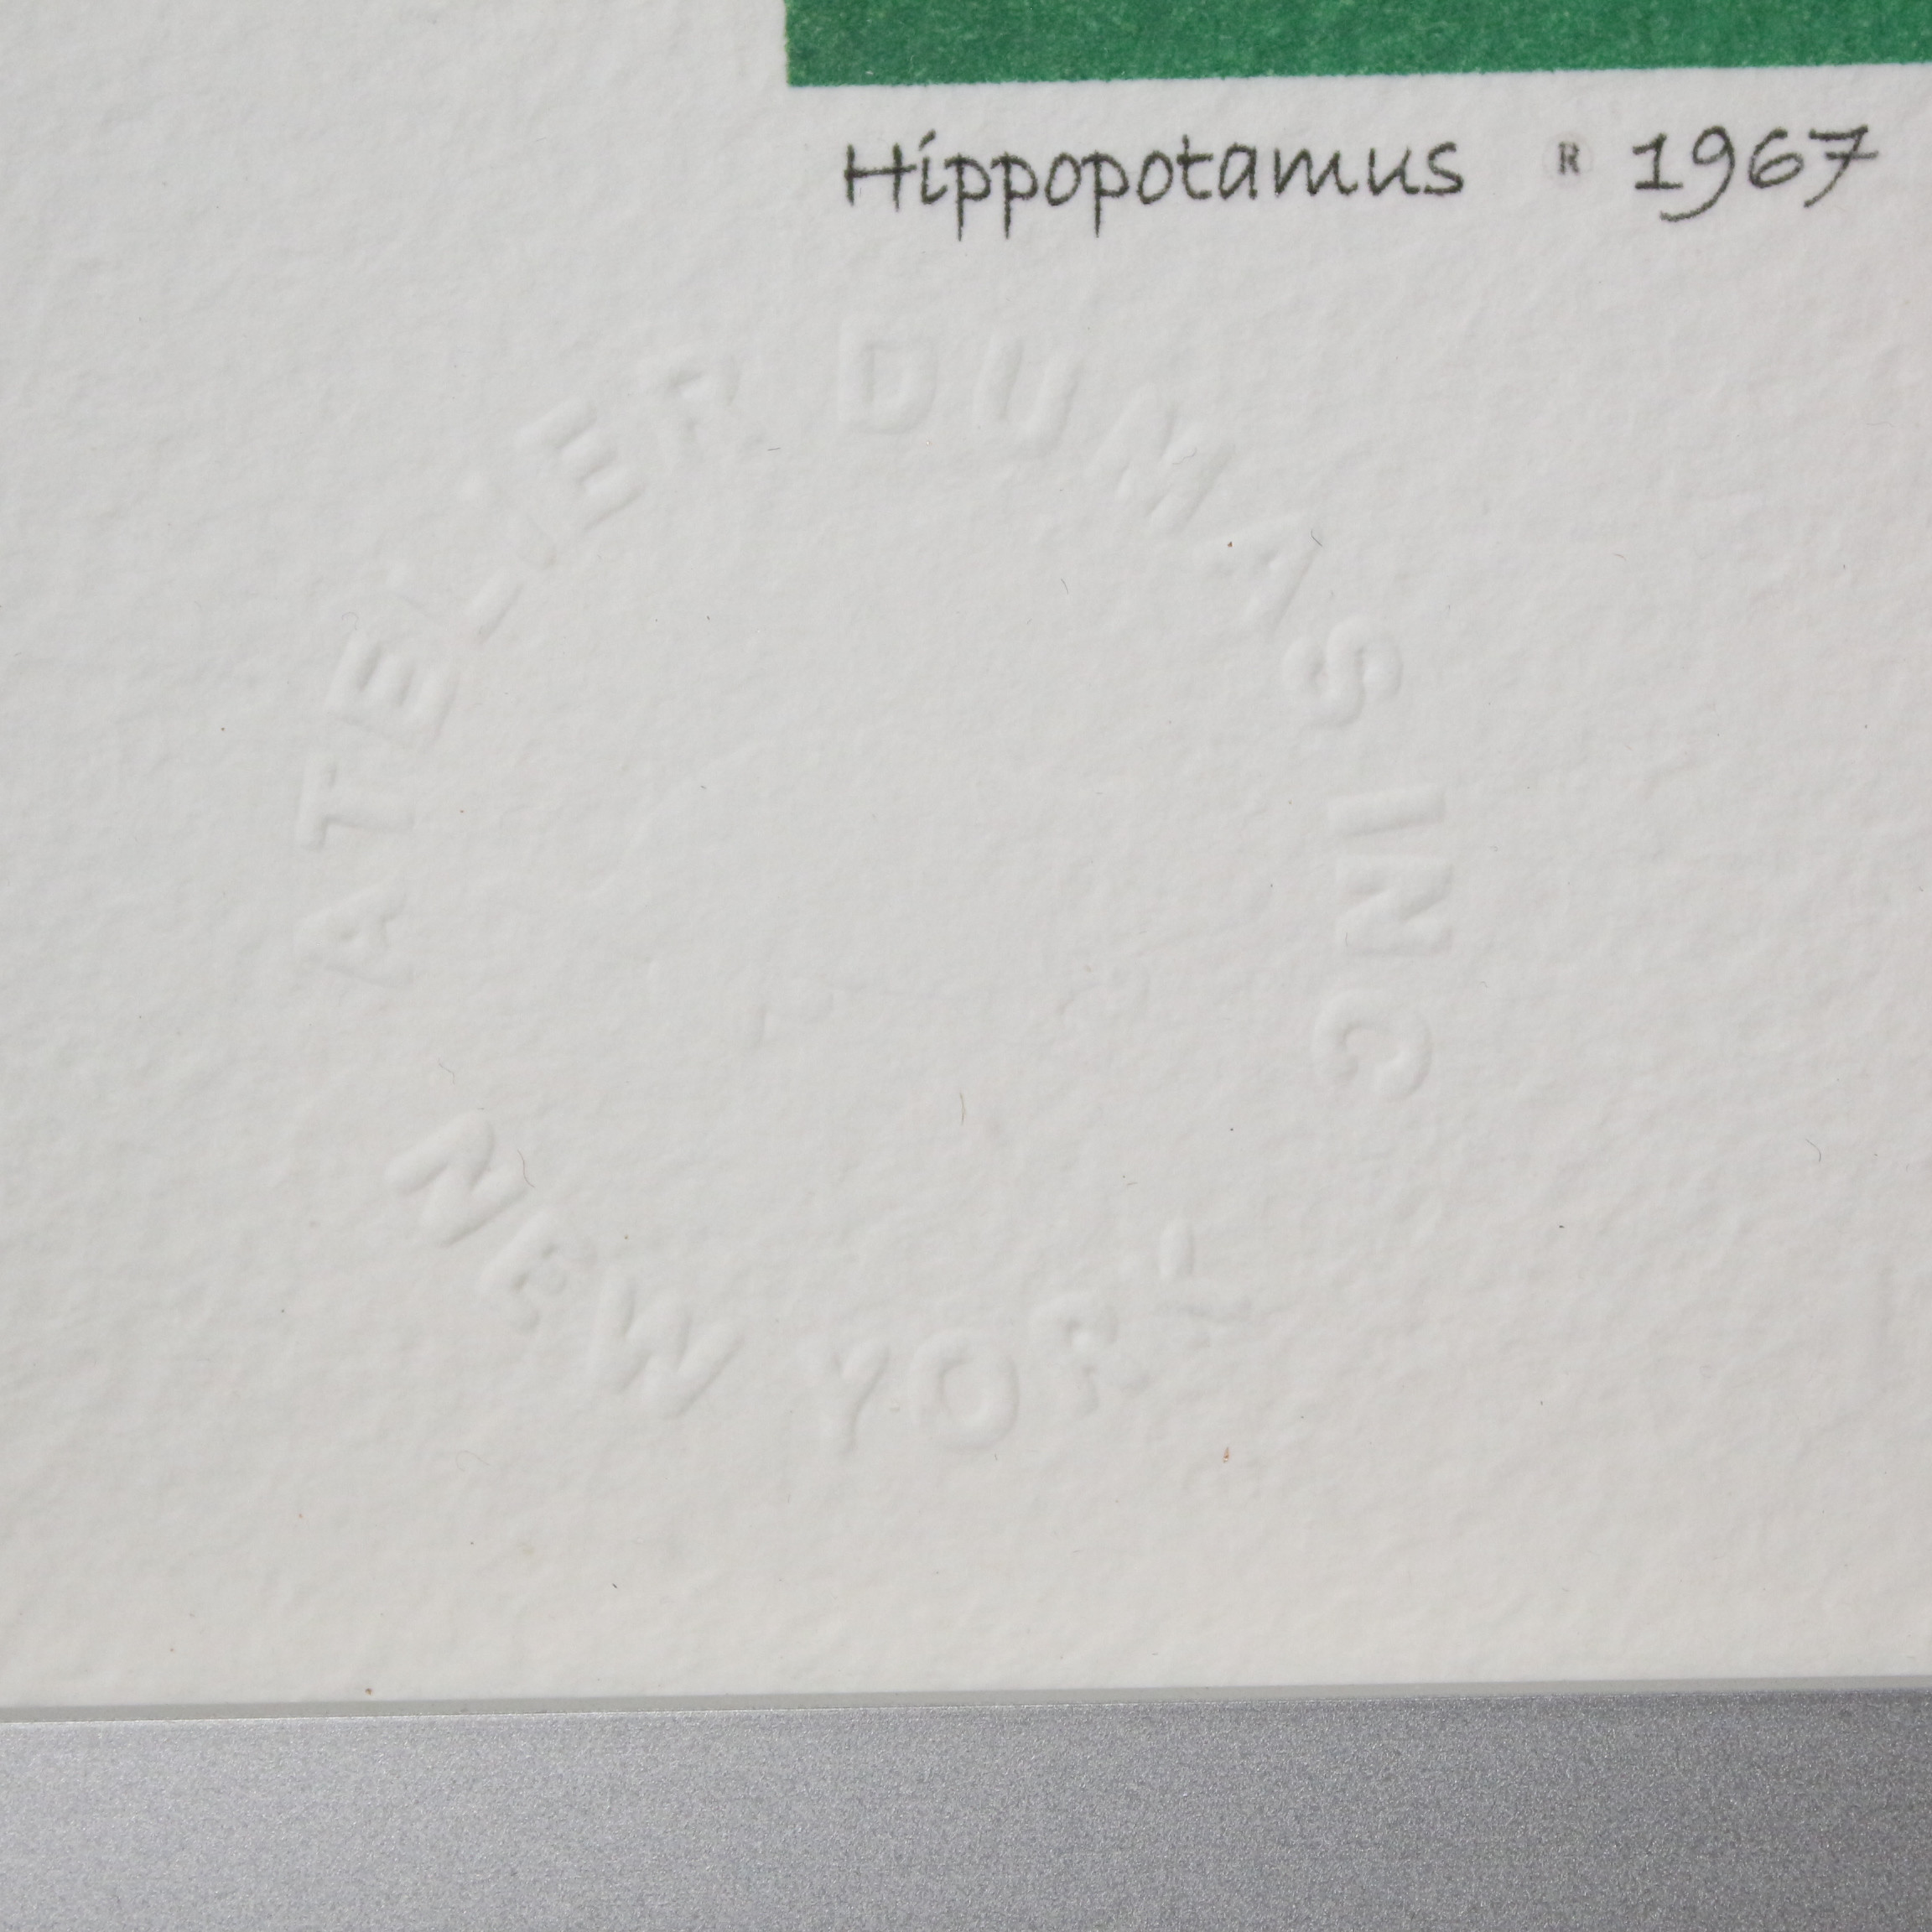 Hippopotamus ® 1967
ATELIER DUMAS INC
NEW YORK